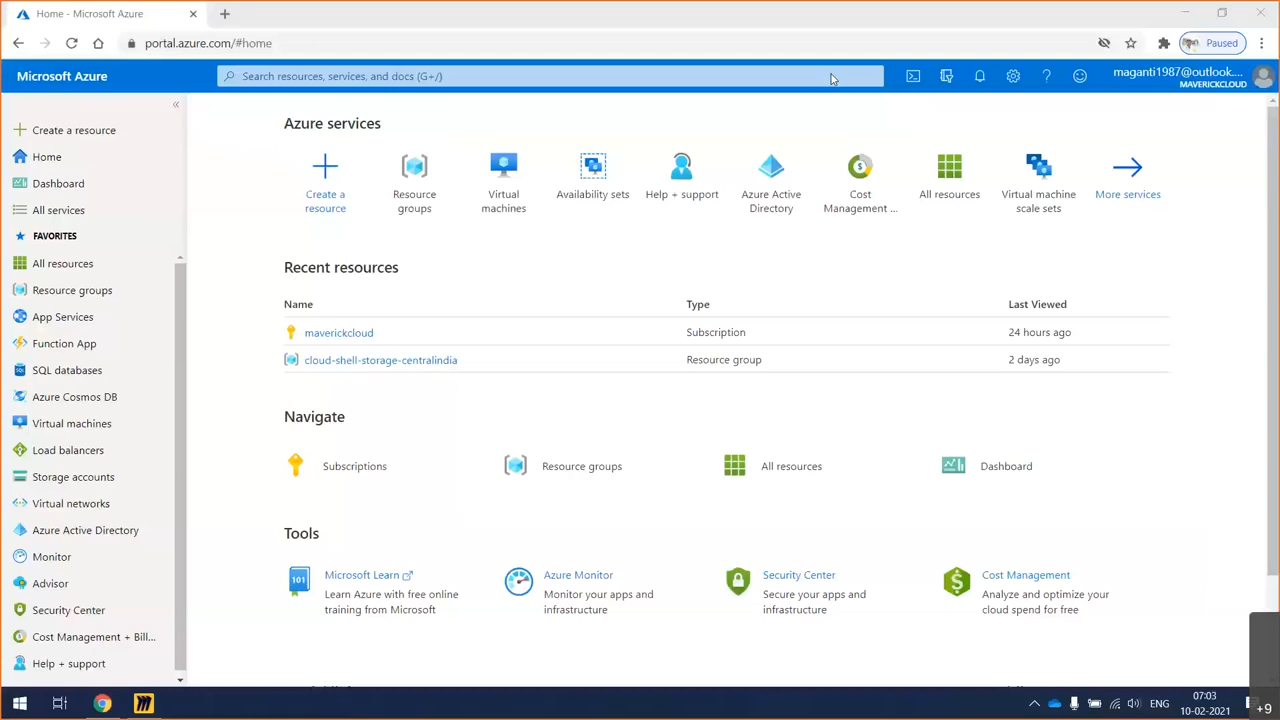 Home - Microsoft Azure
portal.azure.com/#home
Paused
Microsoft Azure
Search resources, services, and docs (G+/)
maganti1987@outlook....
MAVERICKCLOUD
Create a resource
Home
Dashboard
All services
FAVORITES
All resources
Resource groups
App Services
Function App
SQL databases
Azure Cosmos DB
Virtual machines
Load balancers
Storage accounts
Virtual networks
Azure Active Directory
Monitor
Advisor
Security Center
Cost Management + Bill...
Help + support
Azure services
Create a
resource
Resource
groups
Virtual
machines
Availability sets
Help + support
Azure Active
Directory
Cost
Management ...
All resources
Virtual machine
scale sets
More services
Recent resources
Name Type Last Viewed
maverickcloud Subscription 24 hours ago
cloud-shell-storage-centralindia Resource group 2 days ago
Navigate
Subscriptions
Resource groups
All resources
Dashboard
Tools
101
Microsoft Learn
Learn Azure with free online
training from Microsoft
Azure Monitor
Monitor your apps and
infrastructure
Security Center
Secure your apps and
infrastructure
Cost Management
Analyze and optimize your
cloud spend for free
ENG
07:03
10-02-2021
+9